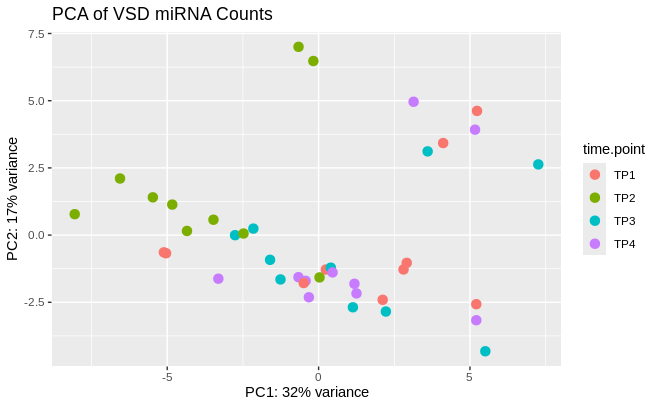 PCA of VSD miRNA Counts
7.5
5.0
2.5
0.0
-2.5
PC2: 17% variance
-5
0
5
PC1: 32% variance
time.point
TP1
TP2
TP3
TP4